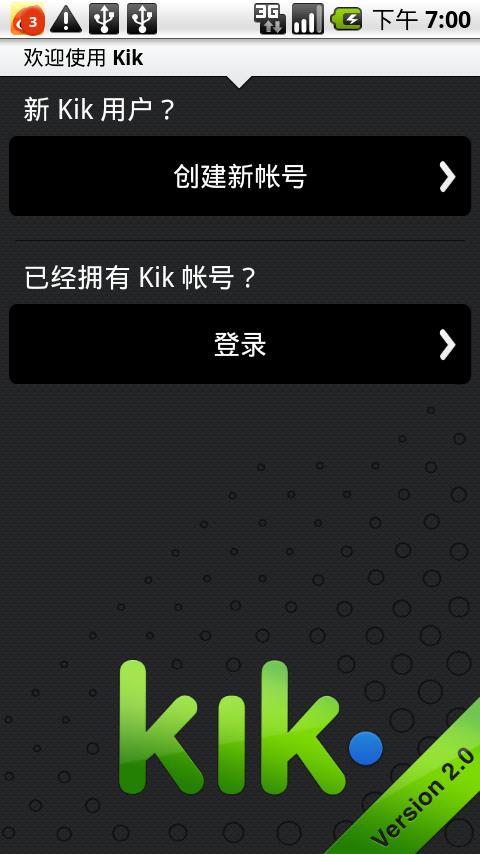 3
3G
下午 7:00
欢迎使用 Kik
新 Kik 用户？
创建新帐号
已经拥有 Kik 帐号？
登录
kik.
Version 2.0